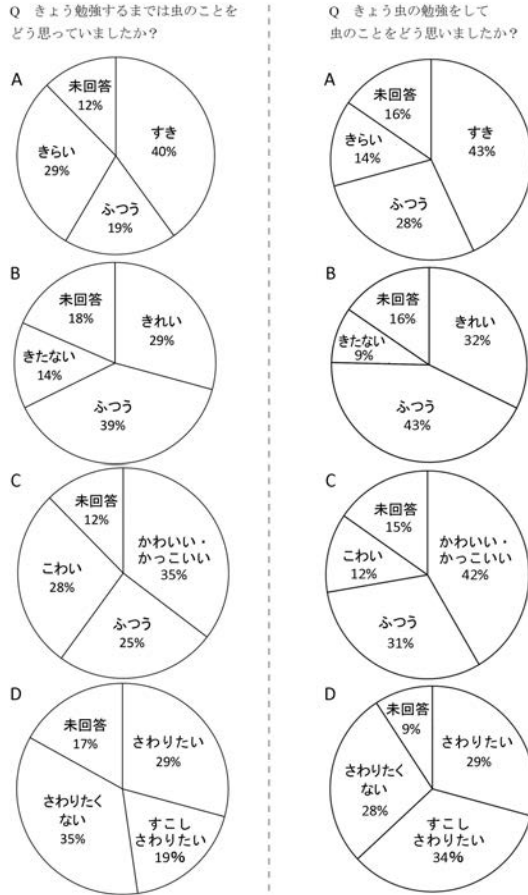 Q きょう勉強するまでは虫のことを
どう思っていましたか？
A
未回答
12%
すき
40%
きらい
29%
ふつう
19%
B
未回答
18%
きれい
29%
きたない
14%
ふつう
39%
C
未回答
12%
かわいい・
かっこいい
35%
こわい
28%
ふつう
25%
D
未回答
17%
さわりたい
29%
さわりたく
ない
35%
すこし
さわりたい
19%
Q きょう虫の勉強をして
虫のことをどう思いましたか？
A
未回答
16%
すき
43%
きらい
14%
ふつう
28%
B
未回答
16%
きれい
32%
きたない
9%
ふつう
43%
C
未回答
15%
かわいい・
かっこいい
42%
こわい
12%
ふつう
31%
D
未回答
9%
さわりたい
29%
さわりたく
ない
28%
すこし
さわりたい
34%